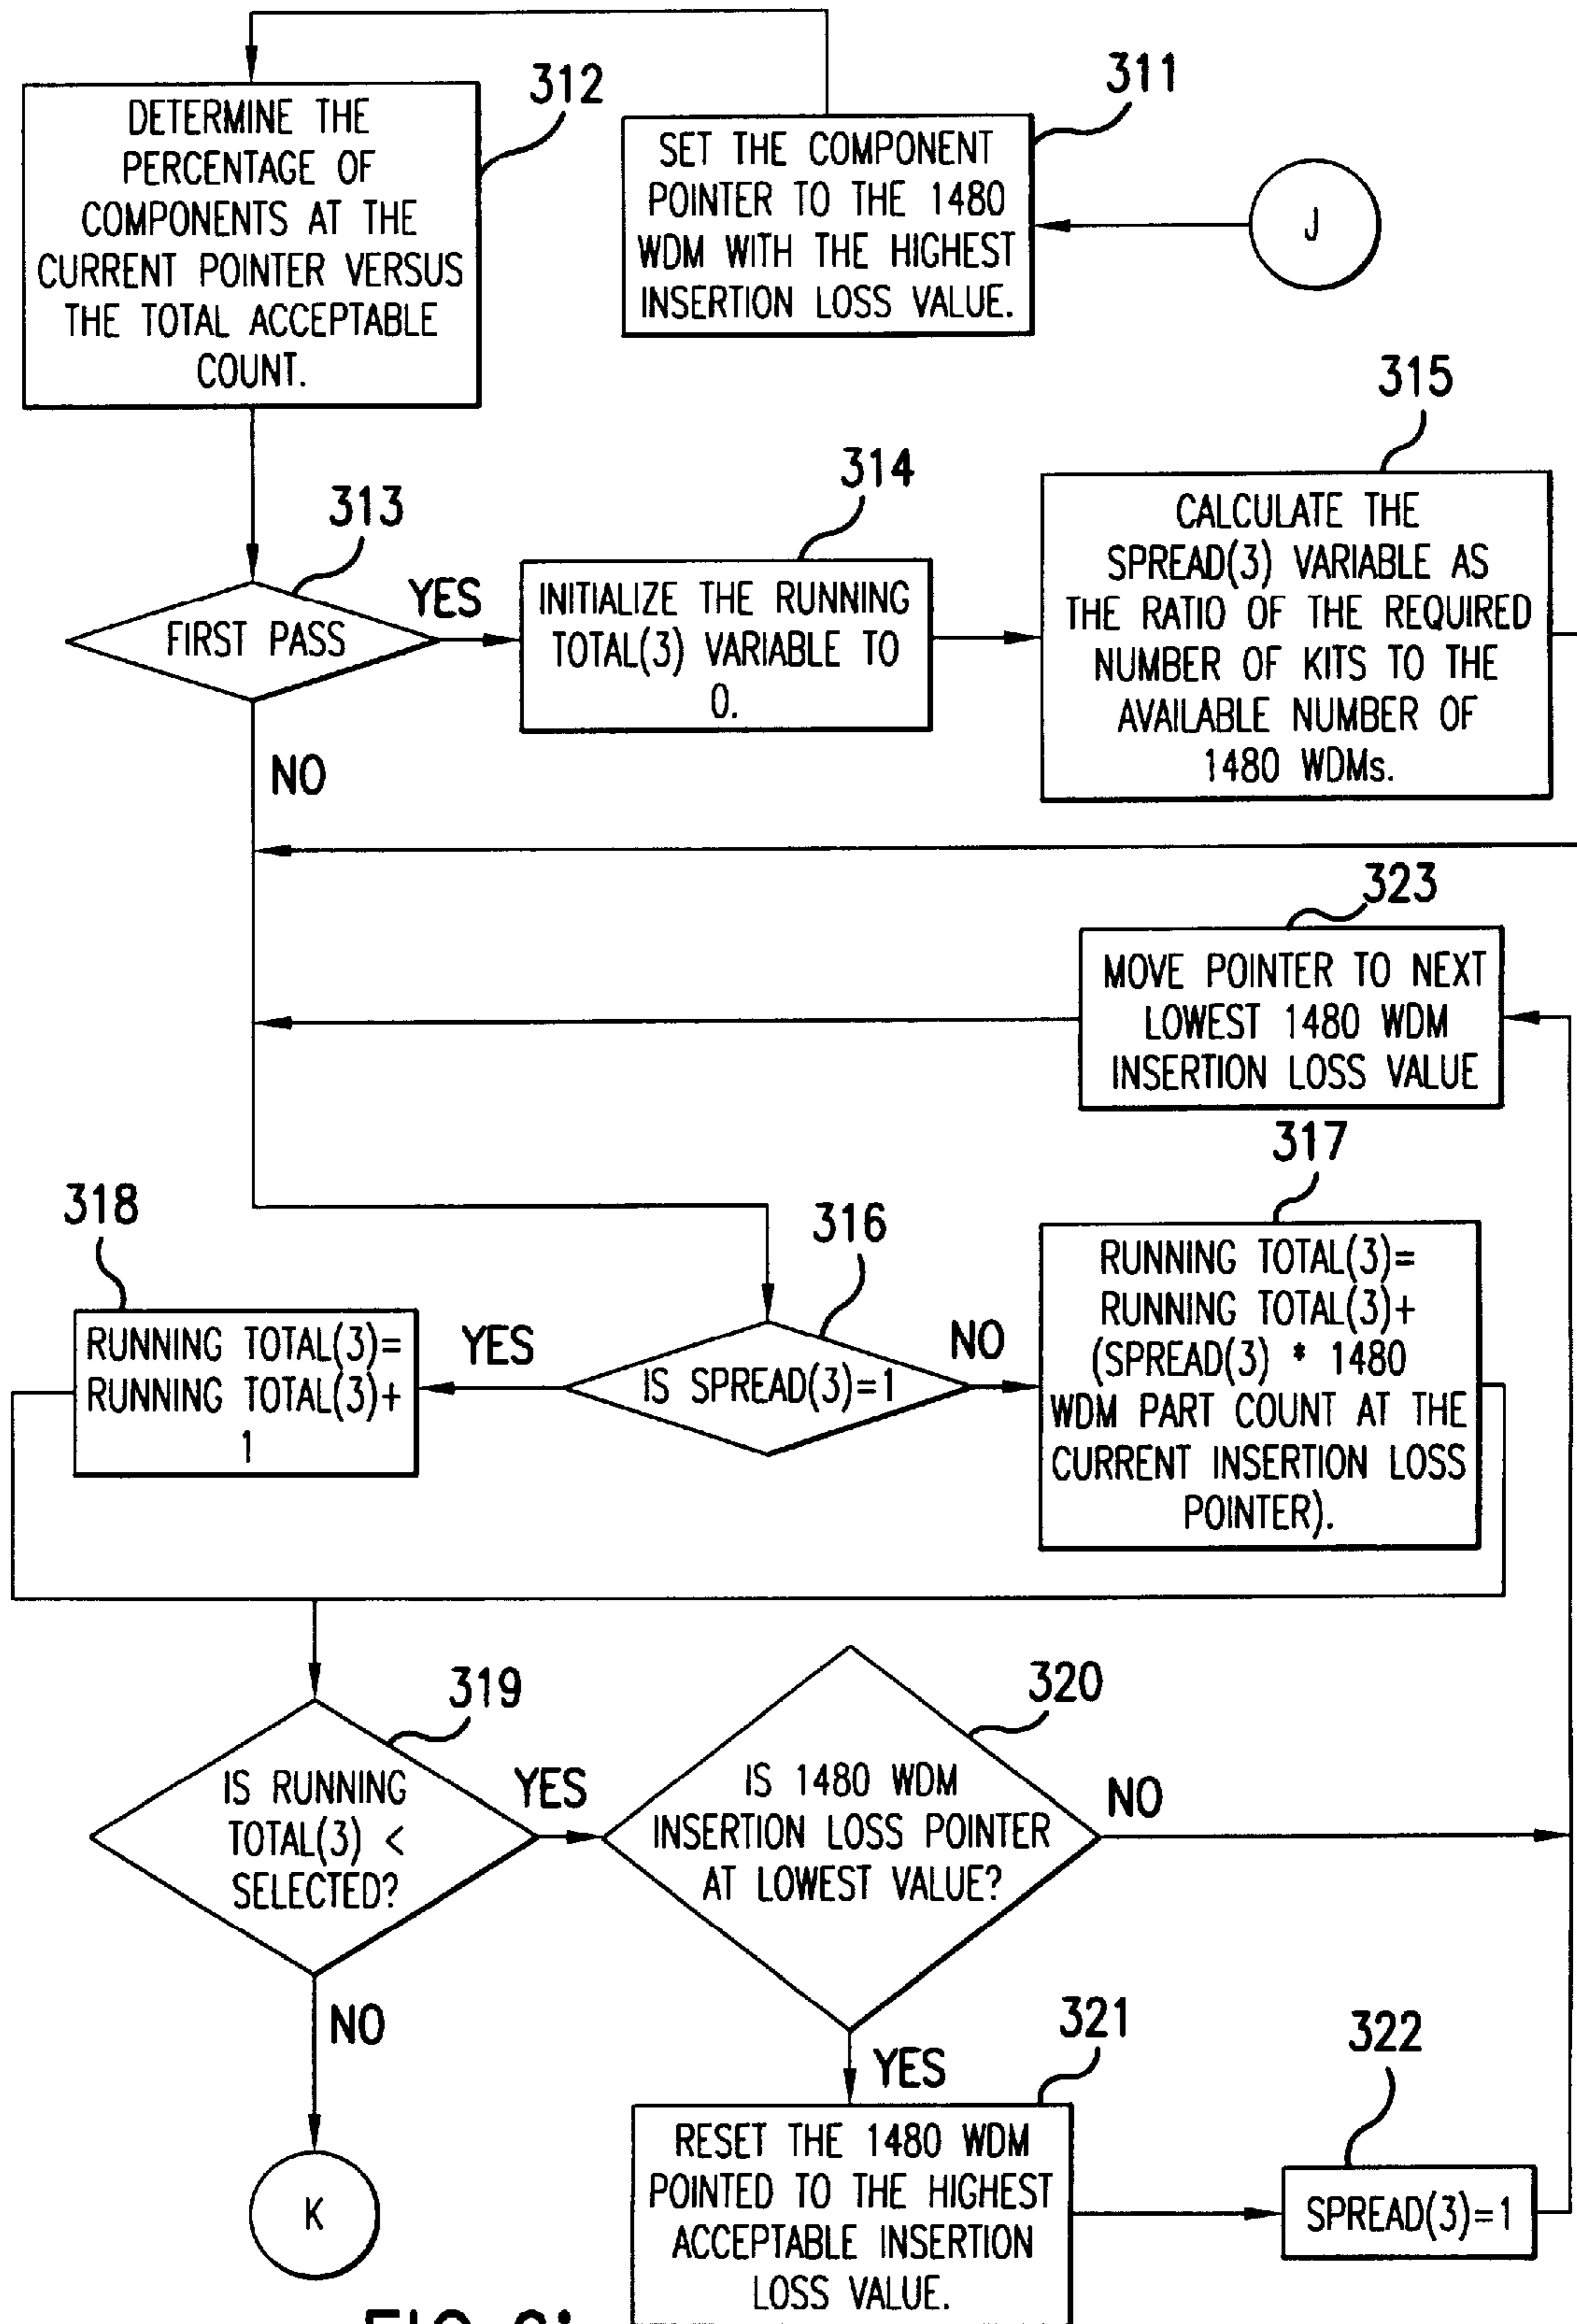 312
DETERMINE THE
PERCENTAGE OF
COMPONENTS AT THE
CURRENT POINTER VERSUS
THE TOTAL ACCEPTABLE
COUNT.
311
SET THE COMPONENT
POINTER TO THE 1480
WDM WITH THE HIGHEST
INSERTION LOSS VALUE.
J
313
FIRST PASS
YES
NO
314
INITIALIZE THE RUNNING
TOTAL(3) VARIABLE TO
0.
315
CALCULATE THE
SPREAD(3) VARIABLE AS
THE RATIO OF THE REQUIRED
NUMBER OF KITS TO THE
AVAILABLE NUMBER OF
1480 WDMs.
323
MOVE POINTER TO NEXT
LOWEST 1480 WDM
INSERTION LOSS VALUE
318
RUNNING TOTAL(3)=
RUNNING TOTAL(3)+
1
YES
316
IS SPREAD(3)=1
NO
317
RUNNING TOTAL(3)=
RUNNING TOTAL(3)+
(SPREAD(3) * 1480
WDM PART COUNT AT THE
CURRENT INSERTION LOSS
POINTER).
319
IS RUNNING
TOTAL(3) <
SELECTED?
YES
NO
320
IS 1480 WDM
INSERTION LOSS POINTER
AT LOWEST VALUE?
NO
YES
K
321
RESET THE 1480 WDM
POINTED TO THE HIGHEST
ACCEPTABLE INSERTION
LOSS VALUE.
322
SPREAD(3)=1